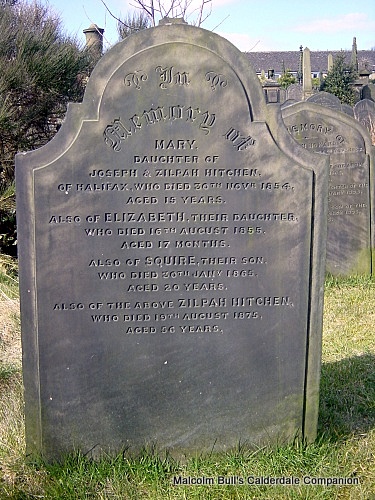 In
Memory of
MARY,
DAUGHTER OF
JOSEPH & ZILPAH HITCHEN,
OF HALIFAX, WHO DIED 30TH NOVR 1854,
AGED 15 YEARS.
ALSO OF ELIZABETH, THEIR DAUGHTER,
WHO DIED 16TH AUGUST 1855.
AGED 17 MONTHS.
ALSO OF SQUIRE, THEIR SON,
WHO DIED 20TH JANY 1865.
AGED 20 YEARS.
ALSO OF THE ABOVE ZILPAH HITCHEN,
WHO DIED 19TH AUGUST 1875,
AGED 56 YEARS.
MEMORY OF
Malcolm Bull's Calderdale Companion